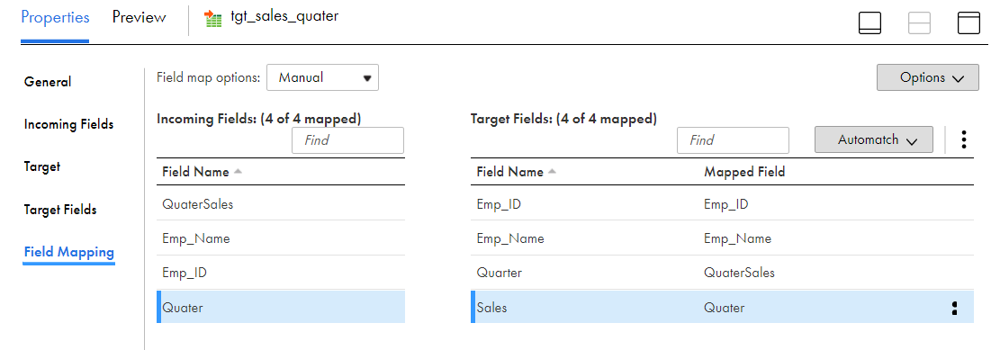 Properties Preview tgt_sales_quater
General
Incoming Fields
Target
Target Fields
Field Mapping
Field map options: Manual Options
Incoming Fields: (4 of 4 mapped) Target Fields: (4 of 4 mapped)
Find Find Automatch
Field Name Field Name Mapped Field
QuaterSales Emp_ID Emp_ID
Emp_Name Emp_Name Emp_Name
Emp_ID Quarter QuaterSales
Quater Sales Quater